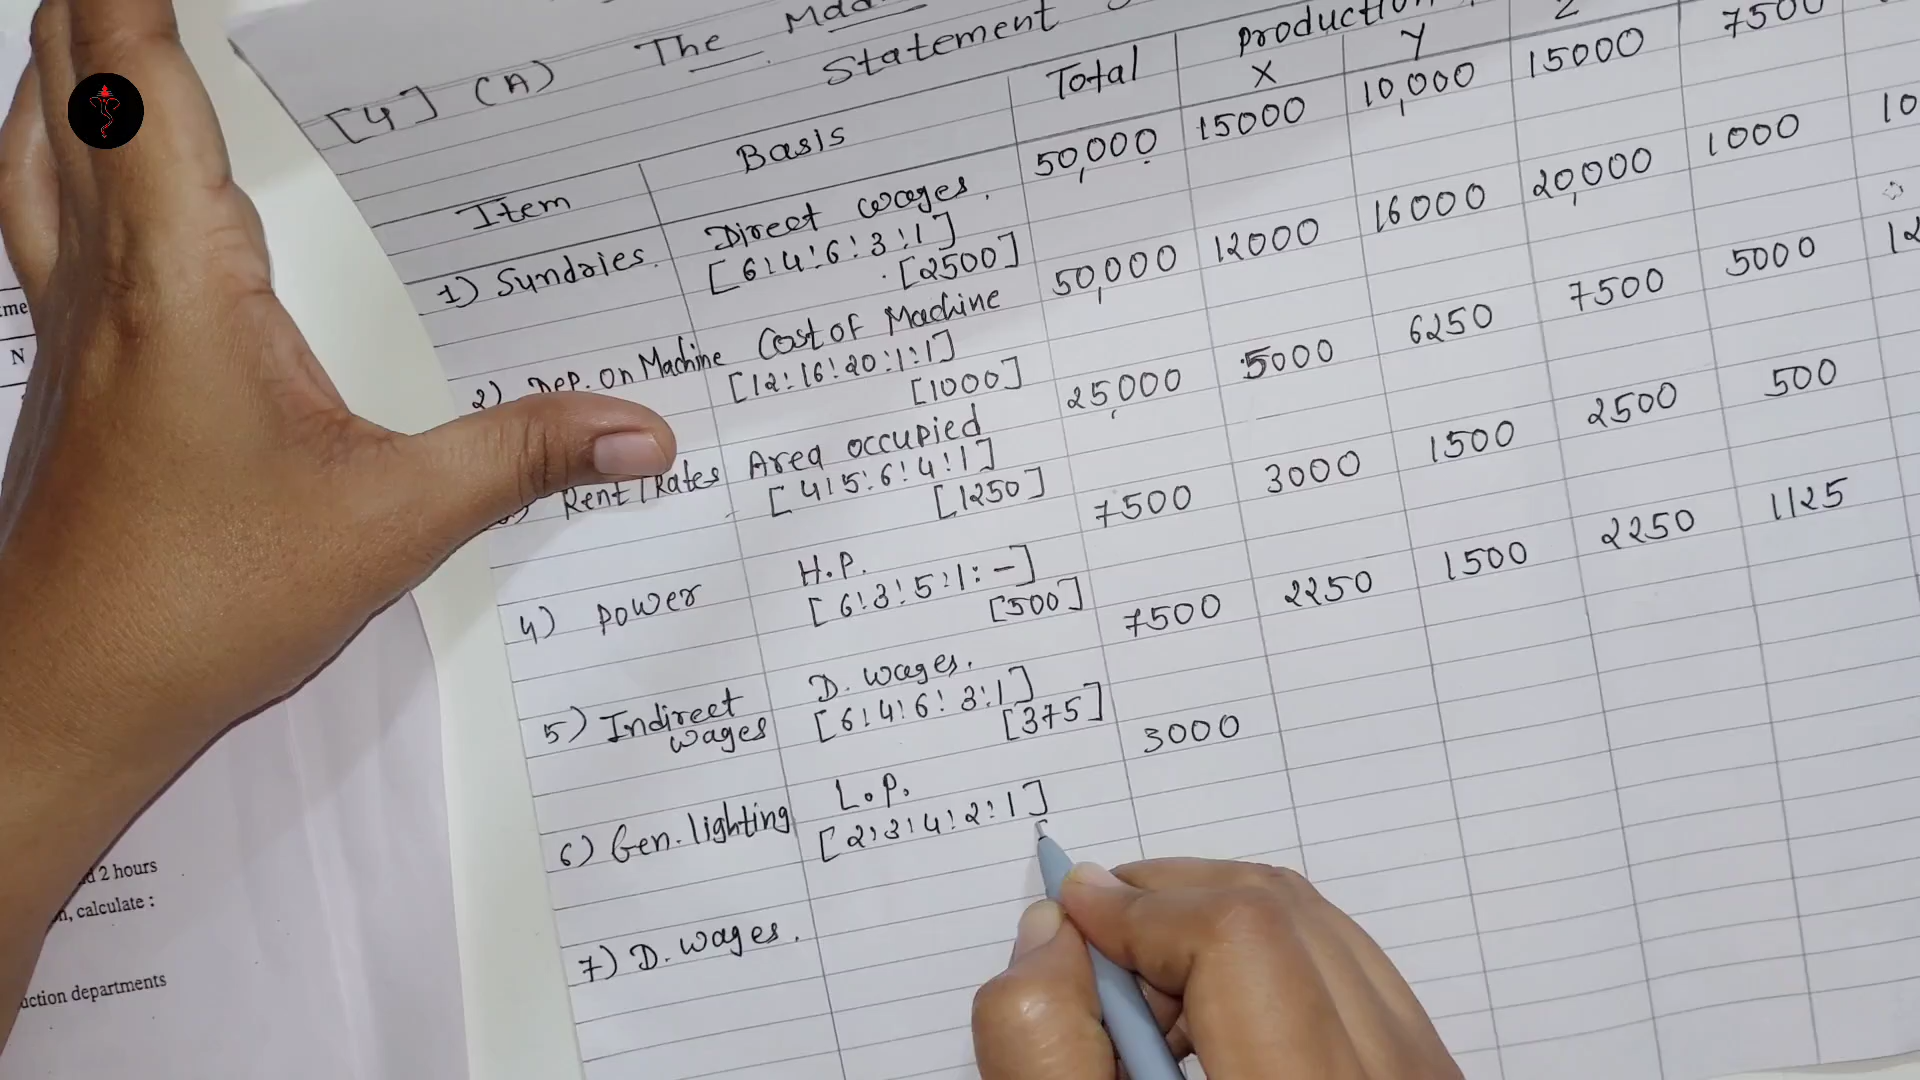 [4] (A) The
Statement
Item Basis Total Production
X Y Z
1) Sundries. Direct wages. 50,000 15000 10,000 15000 7500
[6:4:6:3:1]
[2500]
2) Dep. on Machine Cost of Machine 50,000 12000 16000 20,000 1000 10
[12:16:20:1:1]
[1000]
Rent/Rates Area occupied 25,000 5000 6250 7500 5000 12
[4:5:6:4:1]
[1250]
4) power H.P. 7500 3000 1500 2500 500
[6:3:5:1:-]
[500]
5) Indirect wages D. wages. 7500 2250 1500 2250 1125
[6:4:6:3:1]
[375]
6) Gen. lighting L.P. 3000
[2:3:4:2:1]
7) D. wages.
me
N
2 hours
n, calculate :
uction departments